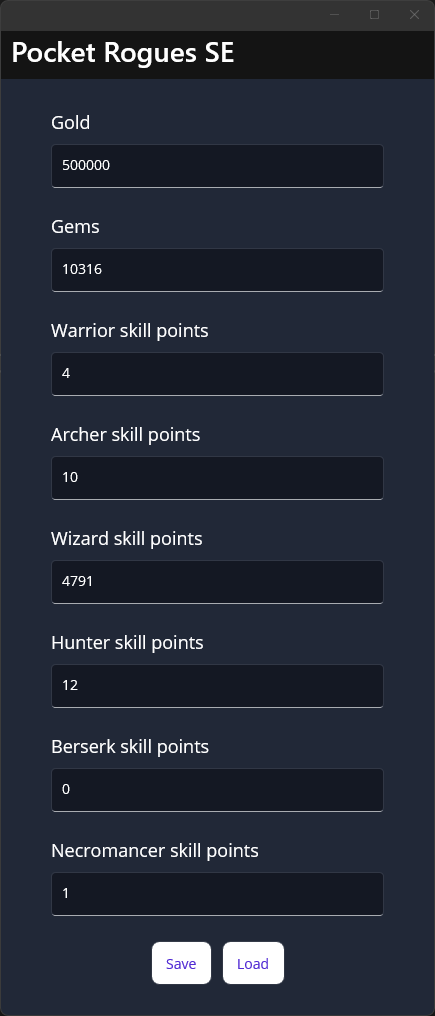 Pocket Rogues SE
Gold
500000
Gems
10316
Warrior skill points
4
Archer skill points
10
Wizard skill points
4791
Hunter skill points
12
Berserk skill points
0
Necromancer skill points
1
Save Load